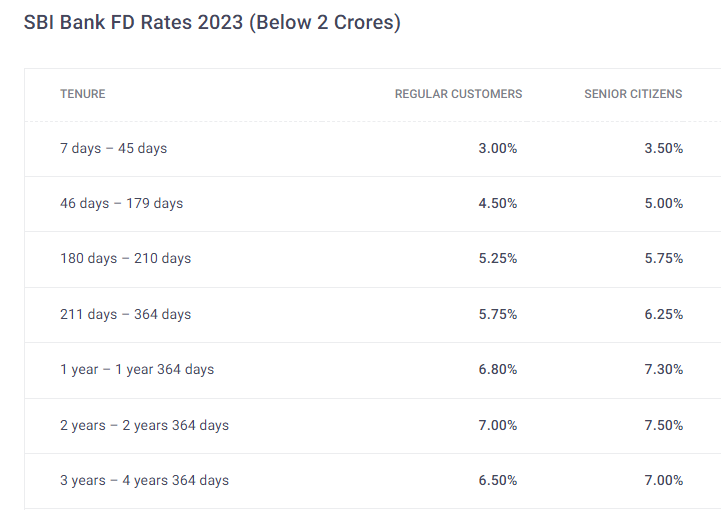 SBI Bank FD Rates 2023 (Below 2 Crores)
TENURE REGULAR CUSTOMERS SENIOR CITIZENS
7 days – 45 days 3.00% 3.50%
46 days – 179 days 4.50% 5.00%
180 days – 210 days 5.25% 5.75%
211 days – 364 days 5.75% 6.25%
1 year – 1 year 364 days 6.80% 7.30%
2 years – 2 years 364 days 7.00% 7.50%
3 years – 4 years 364 days 6.50% 7.00%